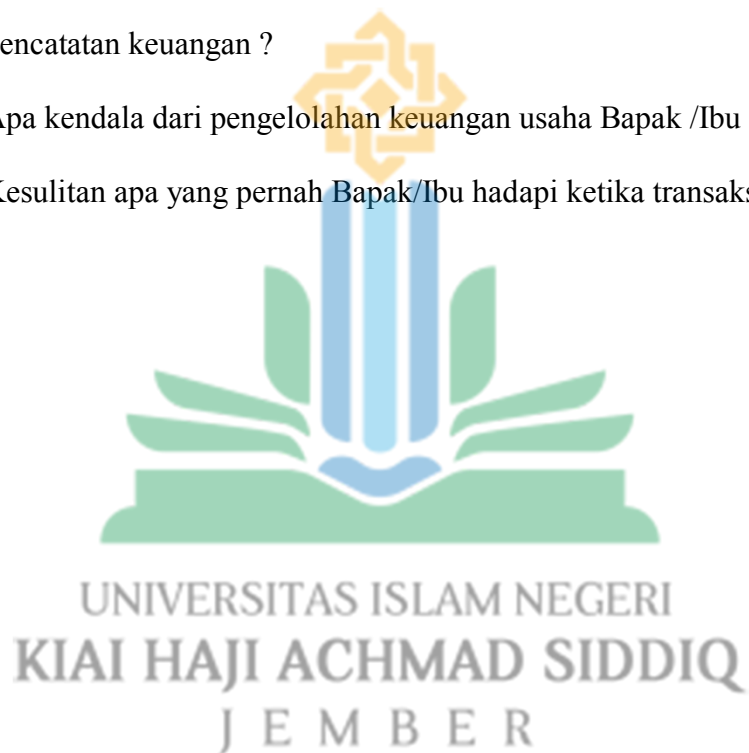 encatatan keuangan ?
Apa kendala dari pengelolahan keuangan usaha Bapak /Ibu
Kesulitan apa yang pernah Bapak/Ibu hadapi ketika transaks
UNIVERSITAS ISLAM NEGERI
KIAI HAJI ACHMAD SIDDIQ
JEMBER